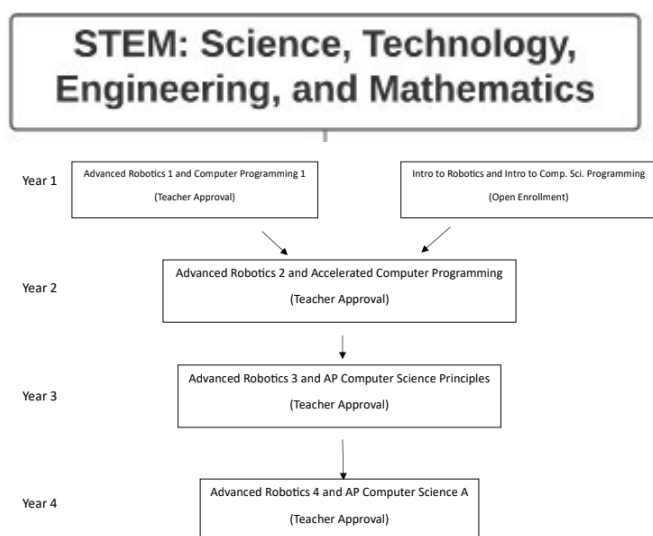 STEM: Science, Technology,
Engineering, and Mathematics
Year 1
Advanced Robotics 1 and Computer Programming 1
(Teacher Approval)
Intro to Robotics and Intro to Comp. Sci. Programming
(Open Enrollment)
Year 2
Advanced Robotics 2 and Accelerated Computer Programming
(Teacher Approval)
Year 3
Advanced Robotics 3 and AP Computer Science Principles
(Teacher Approval)
Year 4
Advanced Robotics 4 and AP Computer Science A
(Teacher Approval)